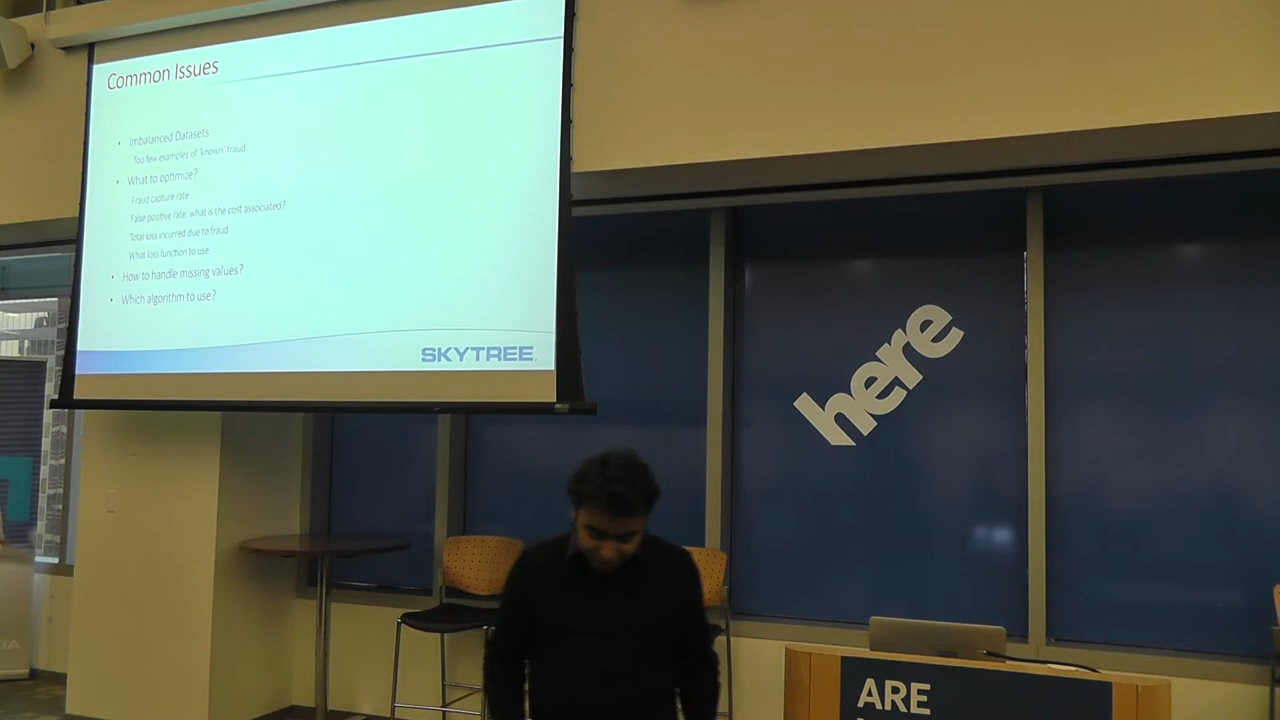 Common Issues
• Imbalanced Datasets
Too few examples of 'known' fraud
• What to optimize?
Fraud capture rate
False positive rate: what is the cost associated?
Total loss incurred due to fraud
What loss function to use
• How to handle missing values?
• Which algorithm to use?
SKYTREE
here
ARE